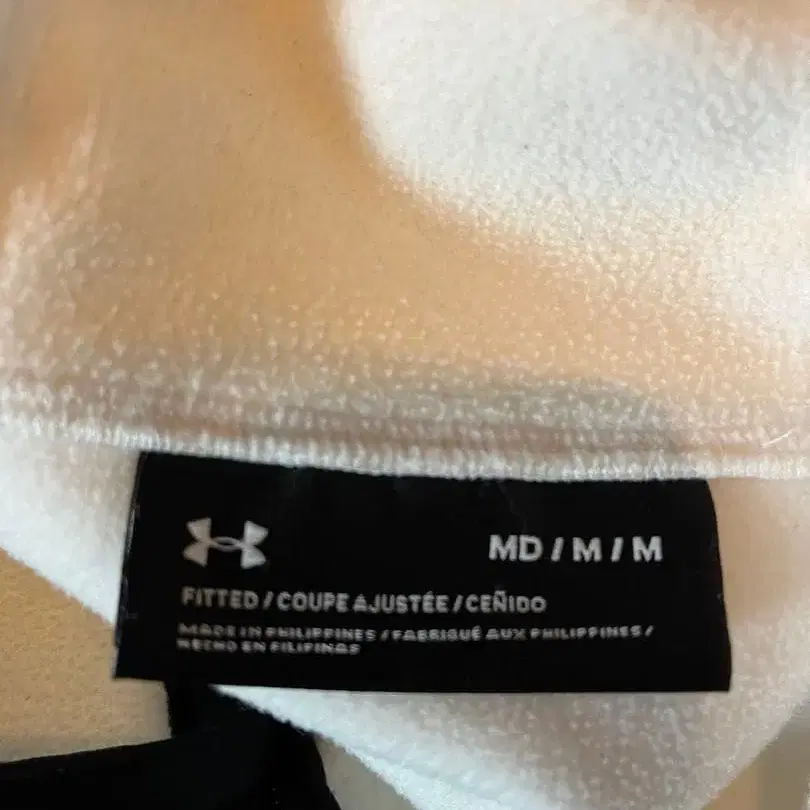 MD / M / M
FITTED / COUPE AJUSTÉE / CEÑIDO
MADE IN PHILIPPINES / FABRIQUÉ AUX PHILIPPINES /
HECHO EN FILIPINAS